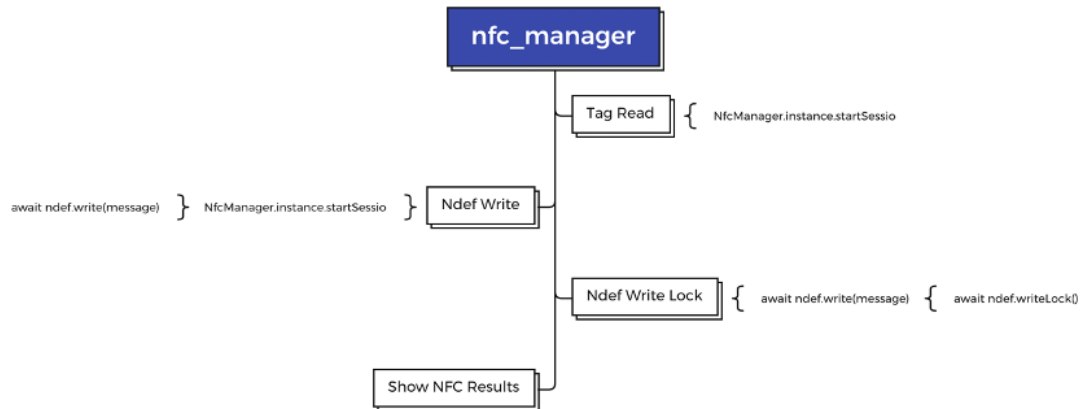 nfc_manager
Tag Read
NfcManager.instance.startSessio
await ndef.write(message)
NfcManager.instance.startSessio
Ndef Write
Ndef Write Lock
await ndef.write(message)
await ndef.writeLock()
Show NFC Results